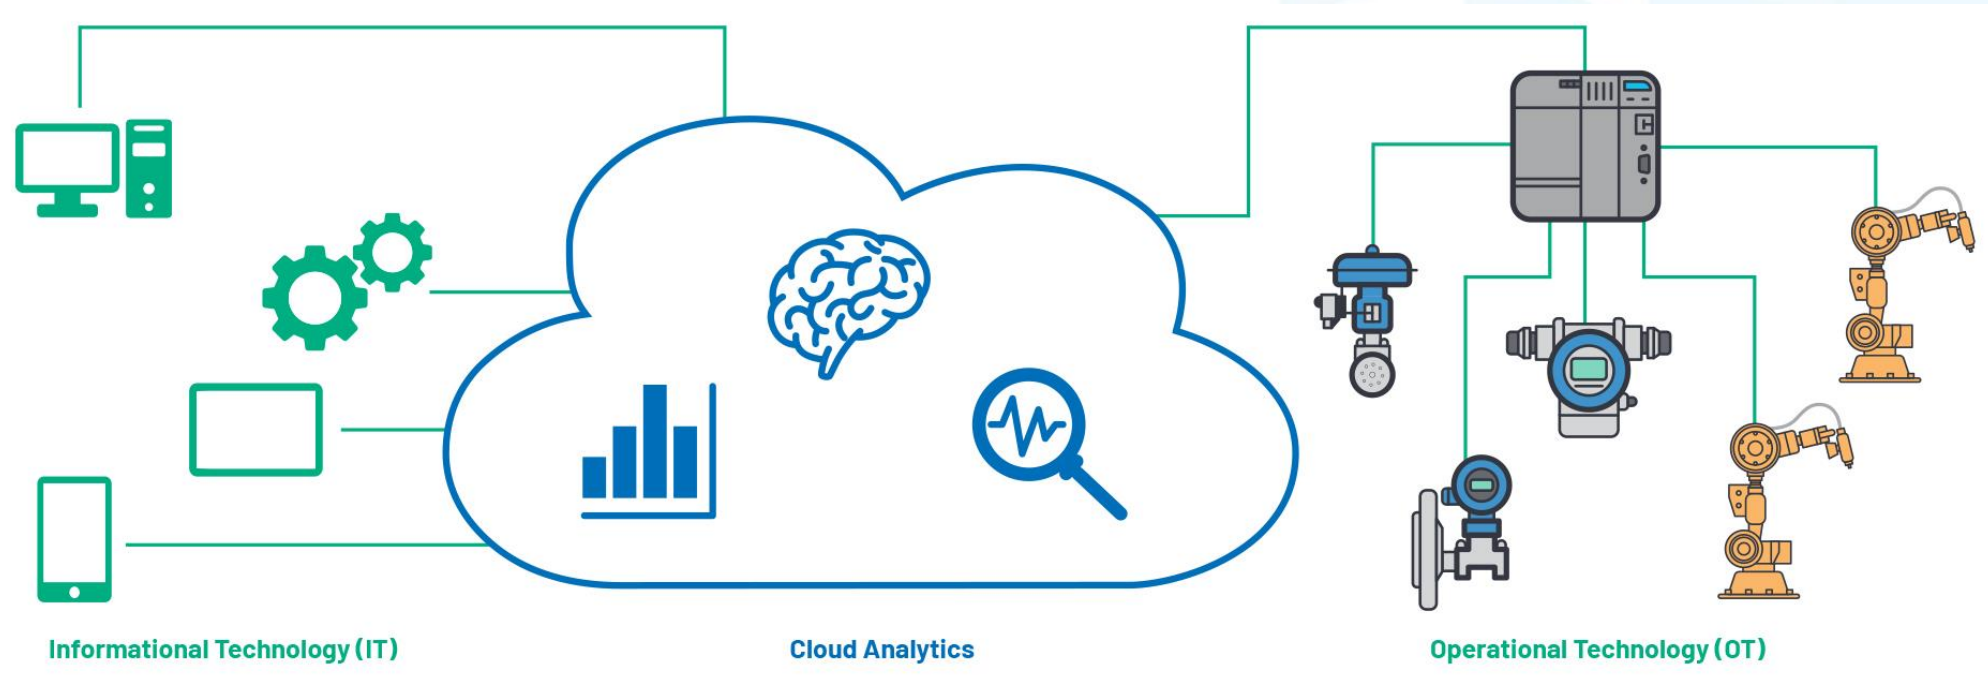 Informational Technology (IT)
Cloud Analytics
Operational Technology (OT)